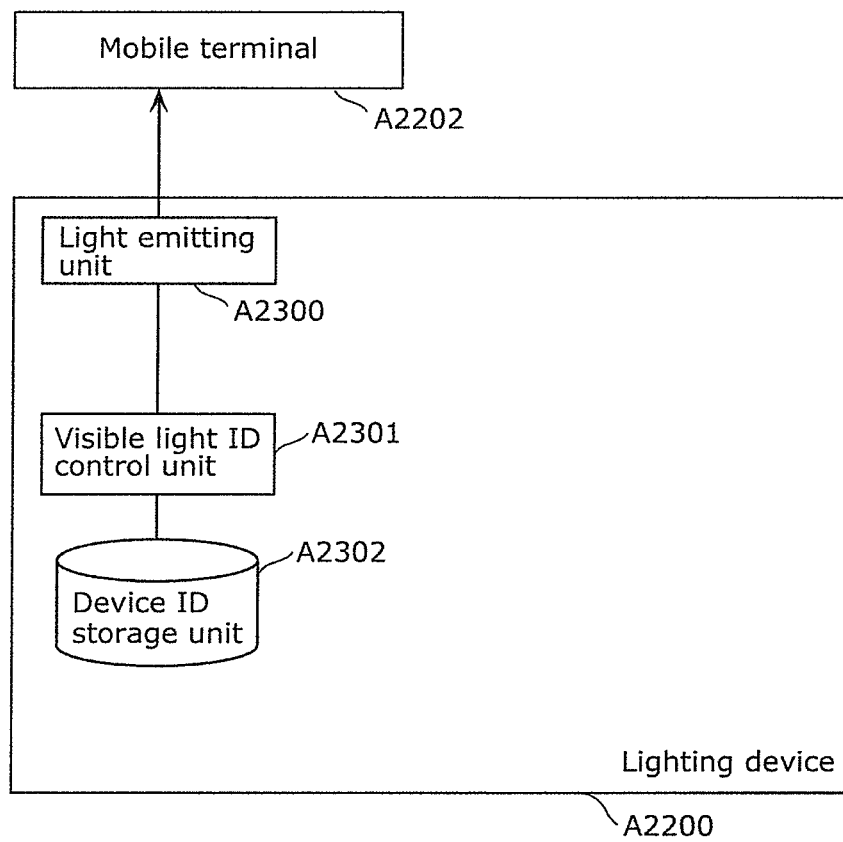 Mobile terminal
A2202
Light emitting
unit
A2300
Visible light ID
control unit
A2301
A2302
Device ID
storage unit
Lighting device
A2200